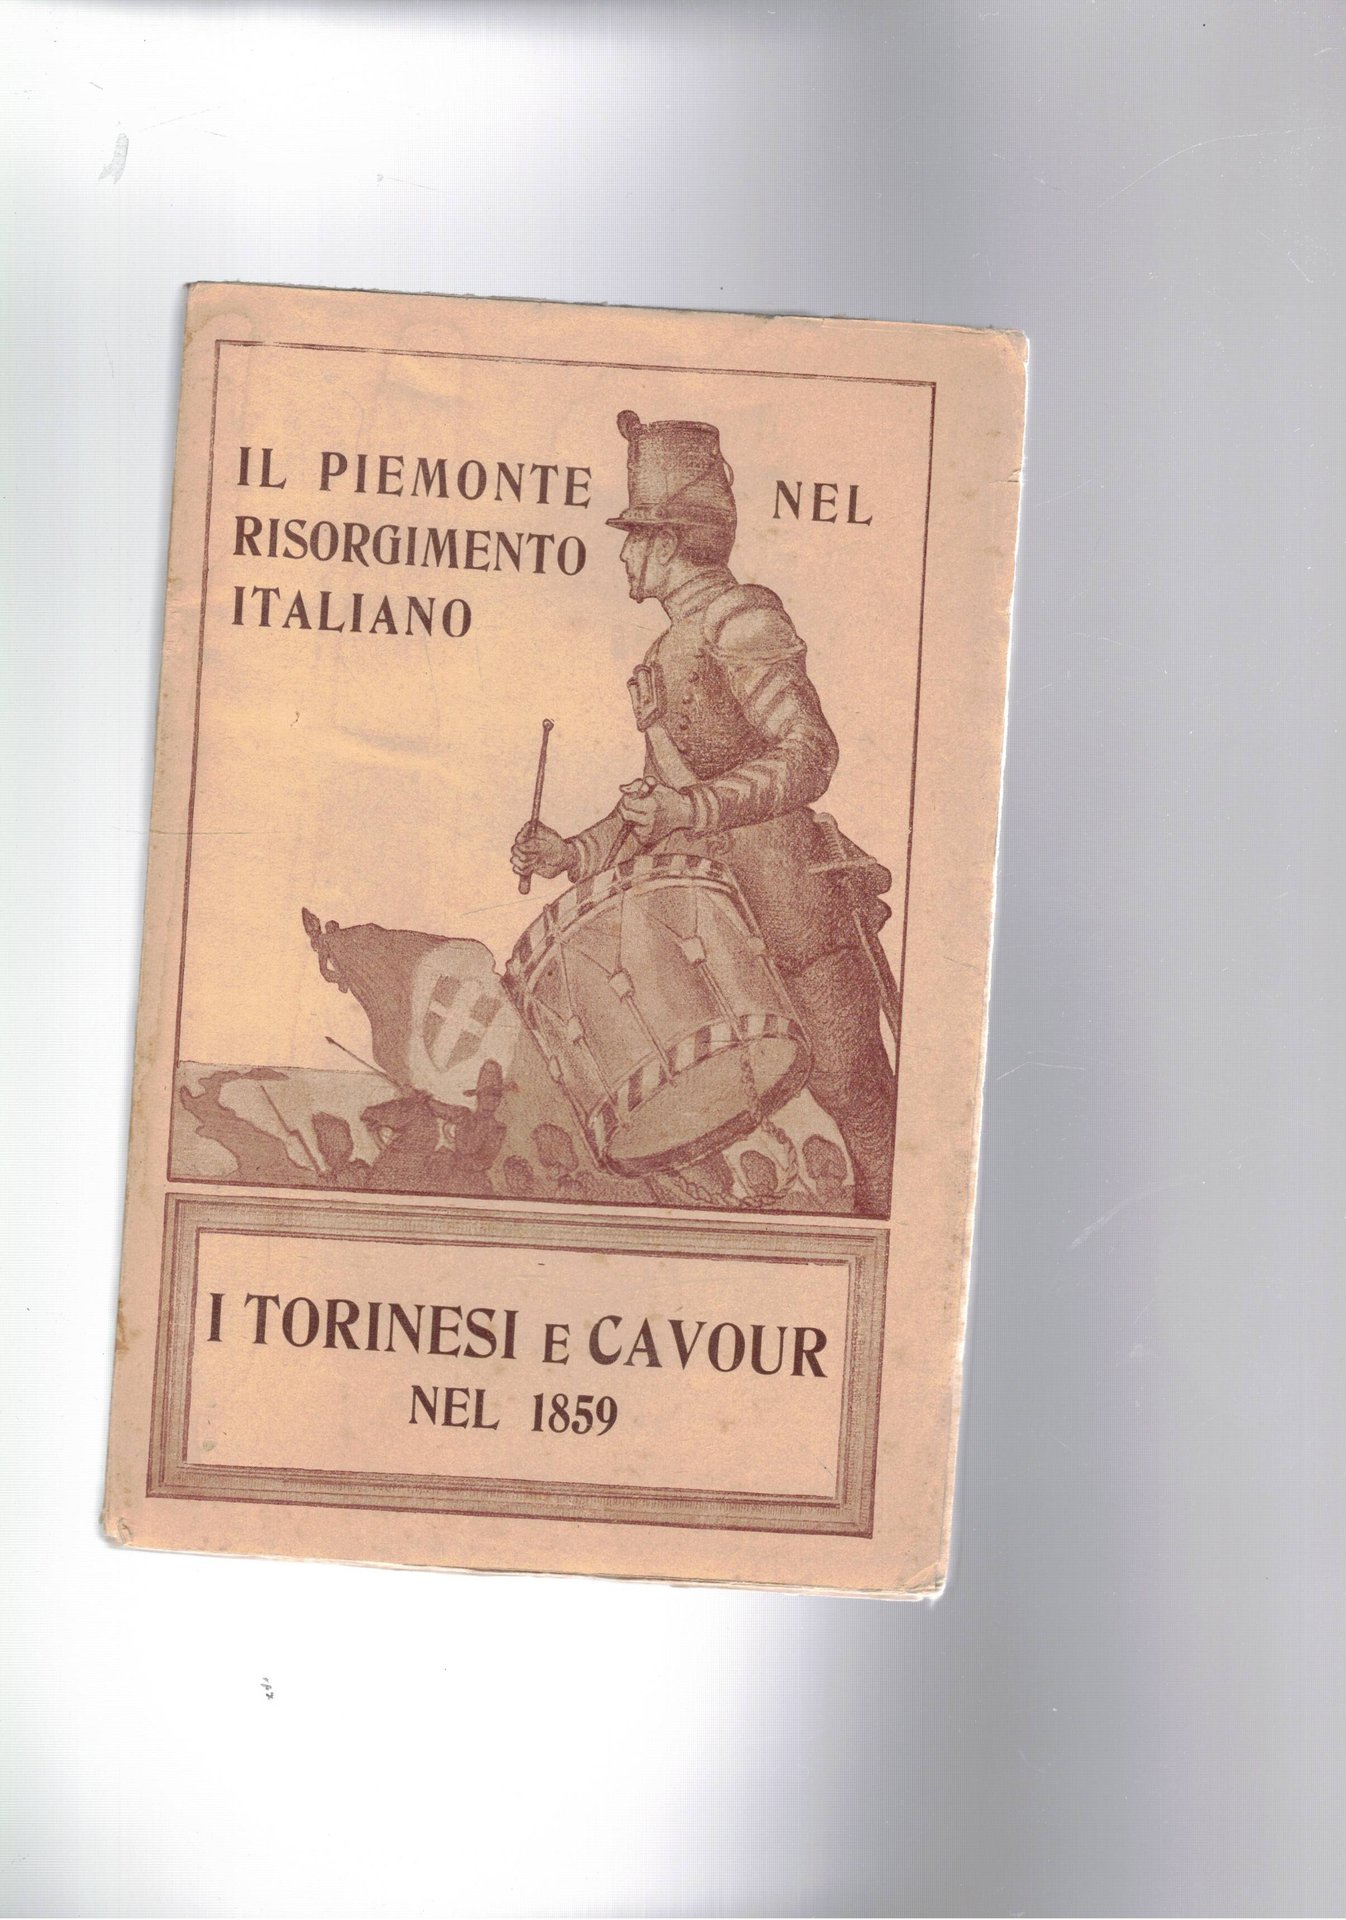 IL PIEMONTE NEL
RISORGIMENTO
ITALIANO
I TORINESI E CAVOUR
NEL 1859